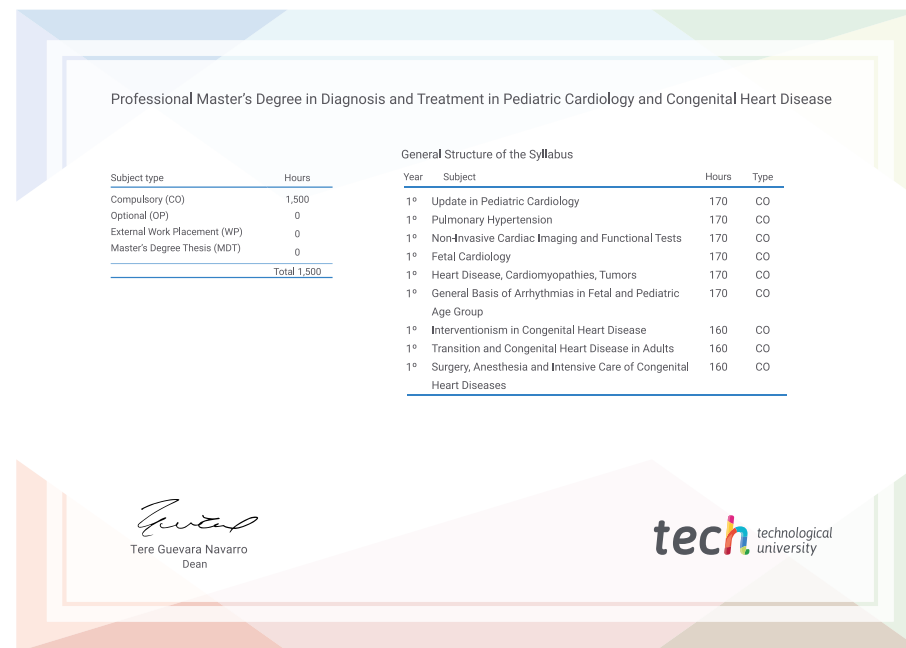 Professional Master's Degree in Diagnosis and Treatment in Pediatric Cardiology and Congenital Heart Disease
Subject type Hours
Compulsory (CO) 1,500
Optional (OP) 0
External Work Placement (WP) 0
Master's Degree Thesis (MDT) 0
Total 1,500
General Structure of the Syllabus
Year Subject Hours Type
1º Update in Pediatric Cardiology 170 CO
1º Pulmonary Hypertension 170 CO
1º Non-Invasive Cardiac Imaging and Functional Tests 170 CO
1º Fetal Cardiology 170 CO
1º Heart Disease, Cardiomyopathies, Tumors 170 CO
1º General Basis of Arrhythmias in Fetal and Pediatric 170 CO
Age Group
1º Interventionism in Congenital Heart Disease 160 CO
1º Transition and Congenital Heart Disease in Adults 160 CO
1º Surgery, Anesthesia and Intensive Care of Congenital 160 CO
Heart Diseases
Tere Guevara Navarro
Dean
tech technological
university